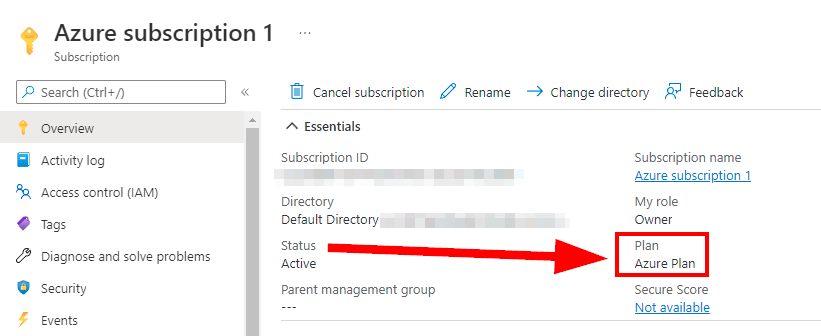 Azure subscription 1 ...
Subscription
Search (Ctrl+/)
«
Overview
Activity log
Access control (IAM)
Tags
Diagnose and solve problems
Security
Events
Cancel subscription Rename Change directory Feedback
Essentials
Subscription ID
Directory
Default Directory
Status
Active
Parent management group
---
Subscription name
Azure subscription 1
My role
Owner
Plan
Azure Plan
Secure Score
Not available